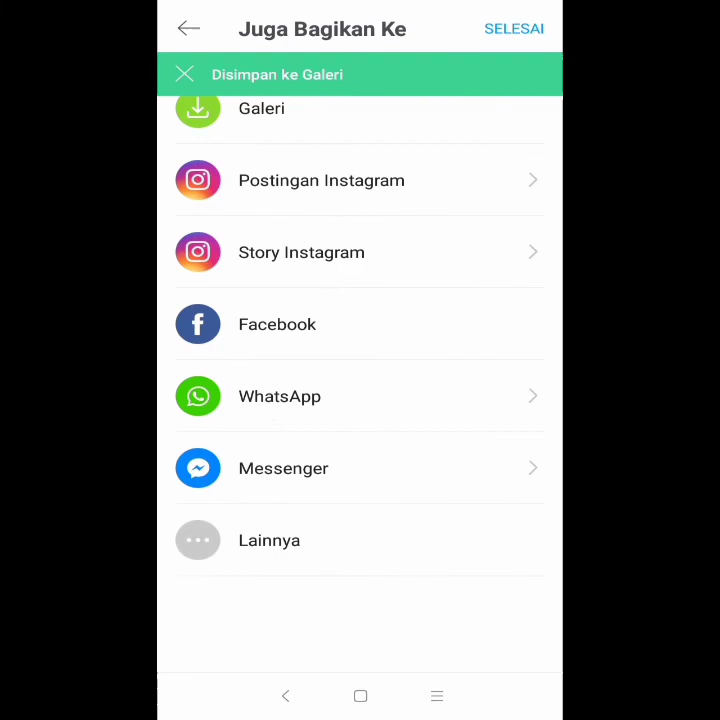 Juga Bagikan Ke
SELESAI
Disimpan ke Galeri
Galeri
Postingan Instagram
Story Instagram
Facebook
WhatsApp
Messenger
Lainnya